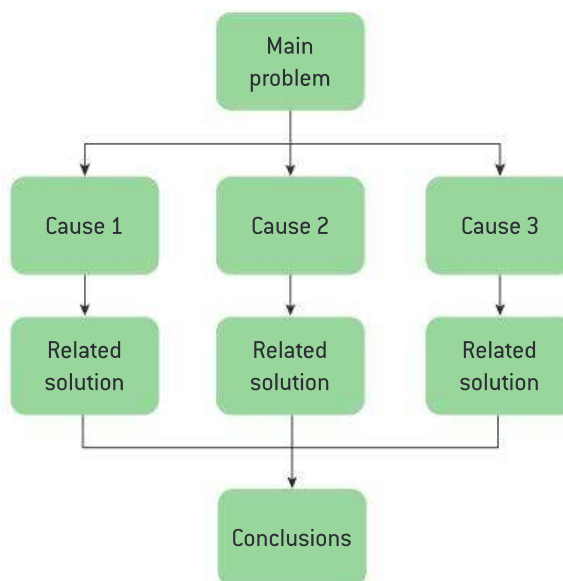 Main
problem
Cause 1
Cause 2
Cause 3
Related
solution
Related
solution
Related
solution
Conclusions